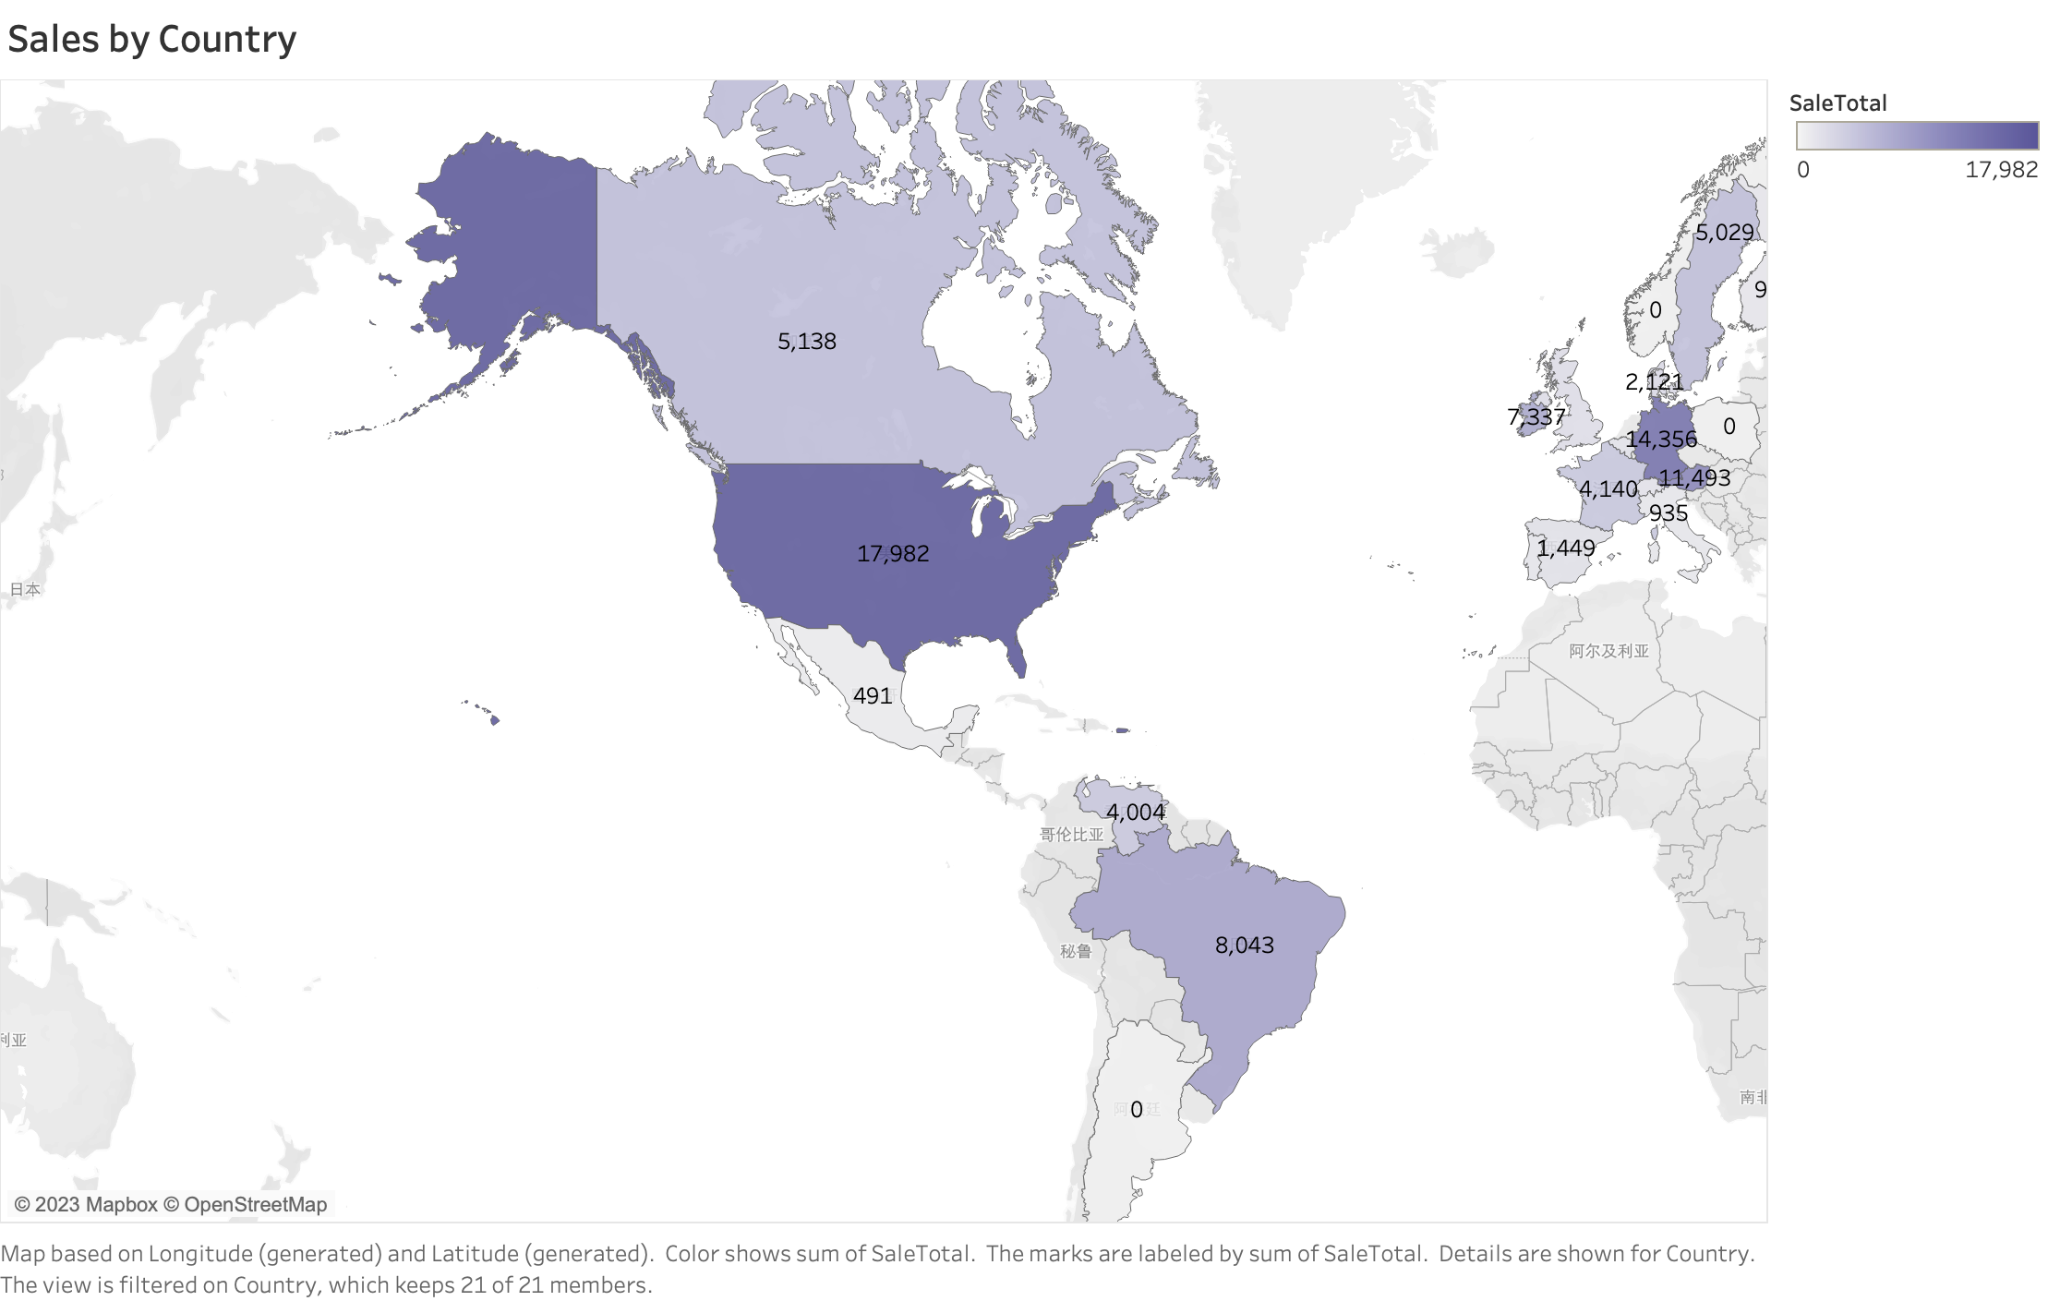 Sales by Country
SaleTotal
0
17,982
5,029
9
0
5,138
2,121
7,337
14,356
0
11,493
4,140
935
17,982
1,449
日本
阿尔及利亚
491
4,004
哥伦比亚
8,043
秘鲁
利亚
南非
0
© 2023 Mapbox © OpenStreetMap
Map based on Longitude (generated) and Latitude (generated).  Color shows sum of SaleTotal.  The marks are labeled by sum of SaleTotal.  Details are shown for Country.
The view is filtered on Country, which keeps 21 of 21 members.